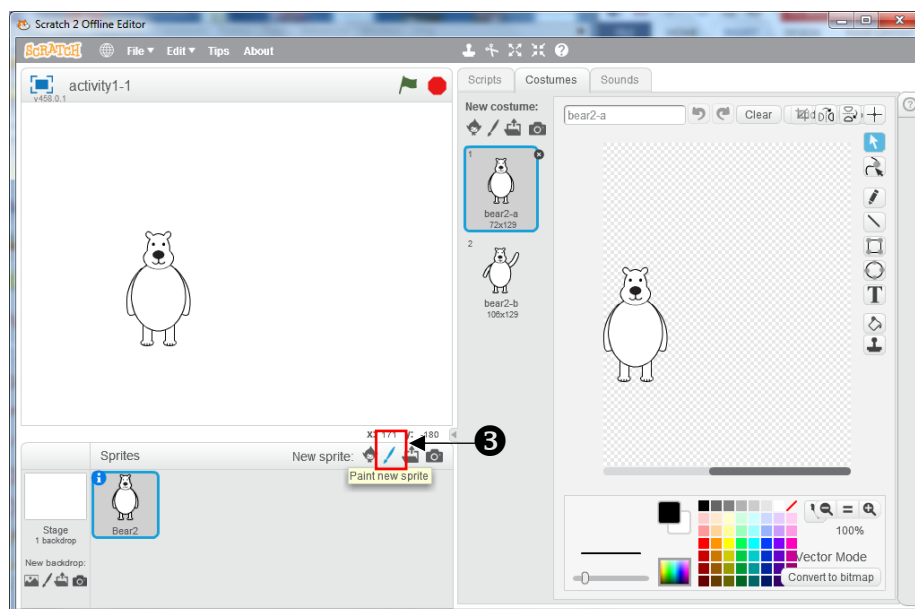 Scratch 2 Offline Editor
SCRATCH File Edit Tips About
activity1-1
v458.0.1
Scripts Costumes Sounds
New costume:
bear2-a
Clear
1
bear2-a
72x129
2
bear2-b
106x129
T
X: 171 Y: -180
3
Sprites
New sprite:
Paint new sprite
Stage
1 backdrop
Bear2
New backdrop:
100%
Vector Mode
Convert to bitmap